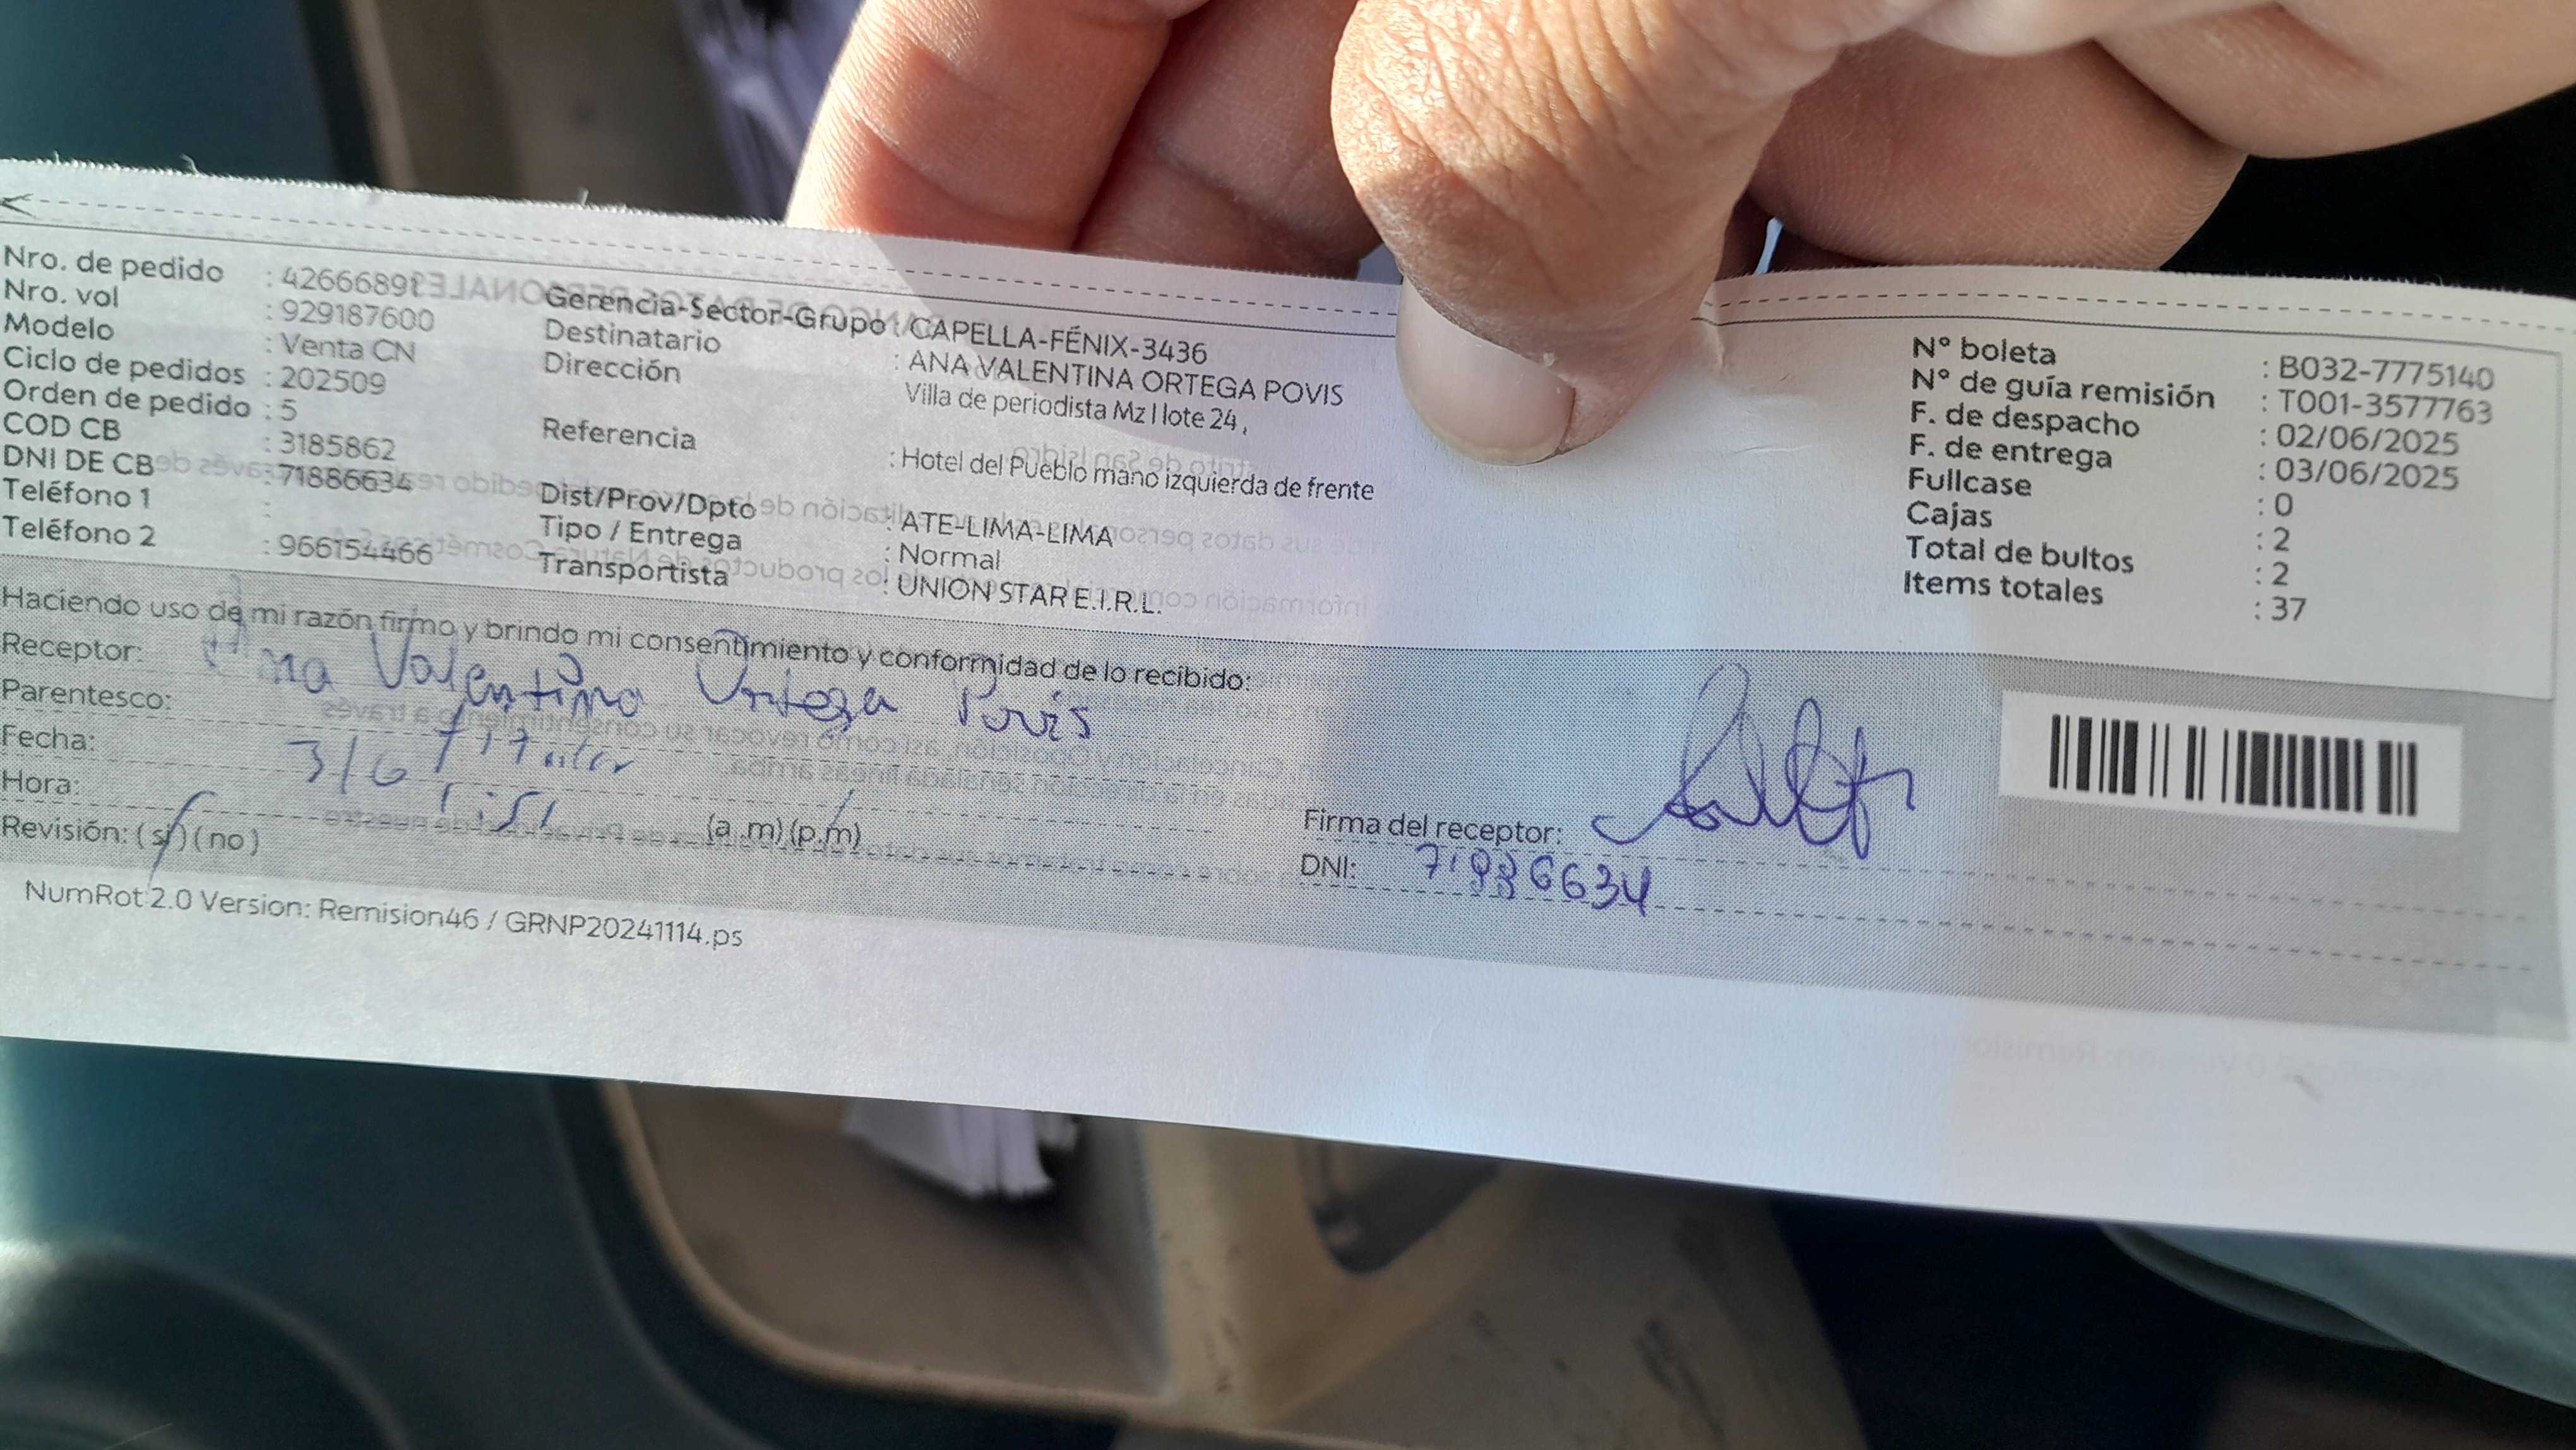 Nro. de pedido : 426666891
Nro. vol : 929187600
Modelo : Venta CN
Ciclo de pedidos : 202509
Orden de pedido : 5
COD CB : 3185862
DNI DE CB : 71886634
Teléfono 1 :
Teléfono 2 : 966154466
Gerencia-Sector-Grupo : CAPELLA-FÉNIX-3436
Destinatario : ANA VALENTINA ORTEGA POVIS
Dirección Villa de periodista Mz I lote 24 ,
Referencia : Hotel del Pueblo mano izquierda de frente
Dist/Prov/Dpto : ATE-LIMA-LIMA
Tipo / Entrega : Normal
Transportista : UNION STAR E.I.R.L.
N° boleta : B032-7775140
N° de guía remisión : T001-3577763
F. de despacho : 02/06/2025
F. de entrega : 03/06/2025
Fullcase : 0
Cajas : 2
Total de bultos : 2
Items totales : 37
Haciendo uso de mi razón firmo y brindo mi consentimiento y conformidad de lo recibido:
Receptor: Ana Valentina Ortega Povis
Parentesco: Titular
Fecha: 3/6
Hora: (a .m) (p.m)
Revisión: ( si ) ( no )
Firma del receptor:
DNI: 71886634
NumRot 2.0 Version: Remision46 / GRNP20241114.ps